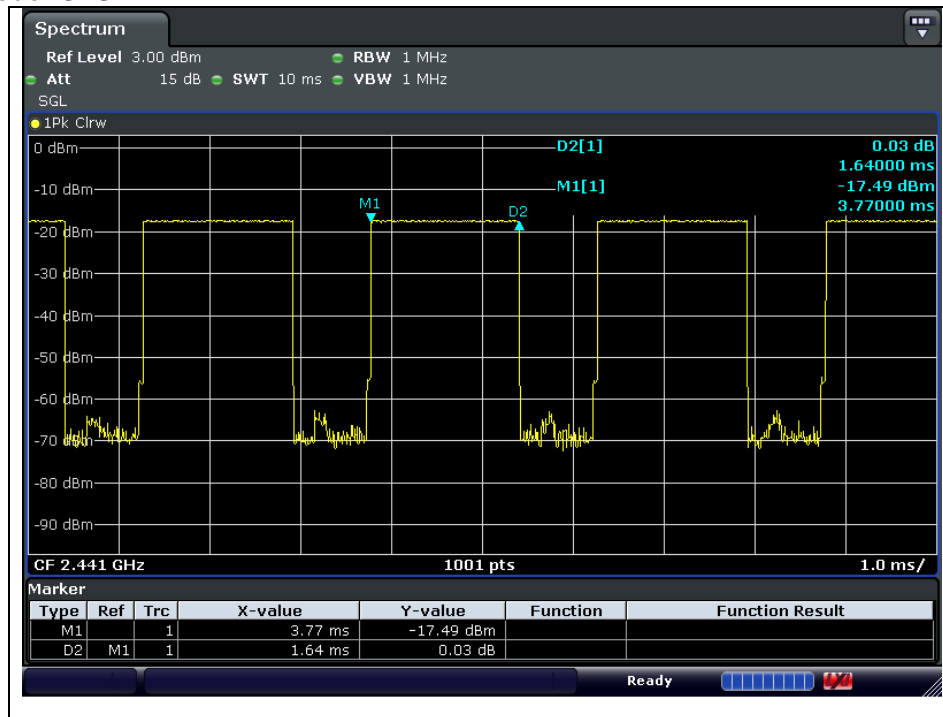 Spectrum
Ref Level 3.00 dBm RBW 1 MHz
Att 15 dB SWT 10 ms VBW 1 MHz
SGL
1Pk Clrw
0 dBm D2[1] 0.03 dB
1.64000 ms
-10 dBm M1[1] -17.49 dBm
3.77000 ms
M1
D2
-20 dBm
-30 dBm
-40 dBm
-50 dBm
-60 dBm
-70 dBm
-80 dBm
-90 dBm
CF 2.441 GHz 1001 pts 1.0 ms/
Marker
Type Ref Trc X-value Y-value Function Function Result
M1 1 3.77 ms -17.49 dBm
D2 M1 1 1.64 ms 0.03 dB
Ready